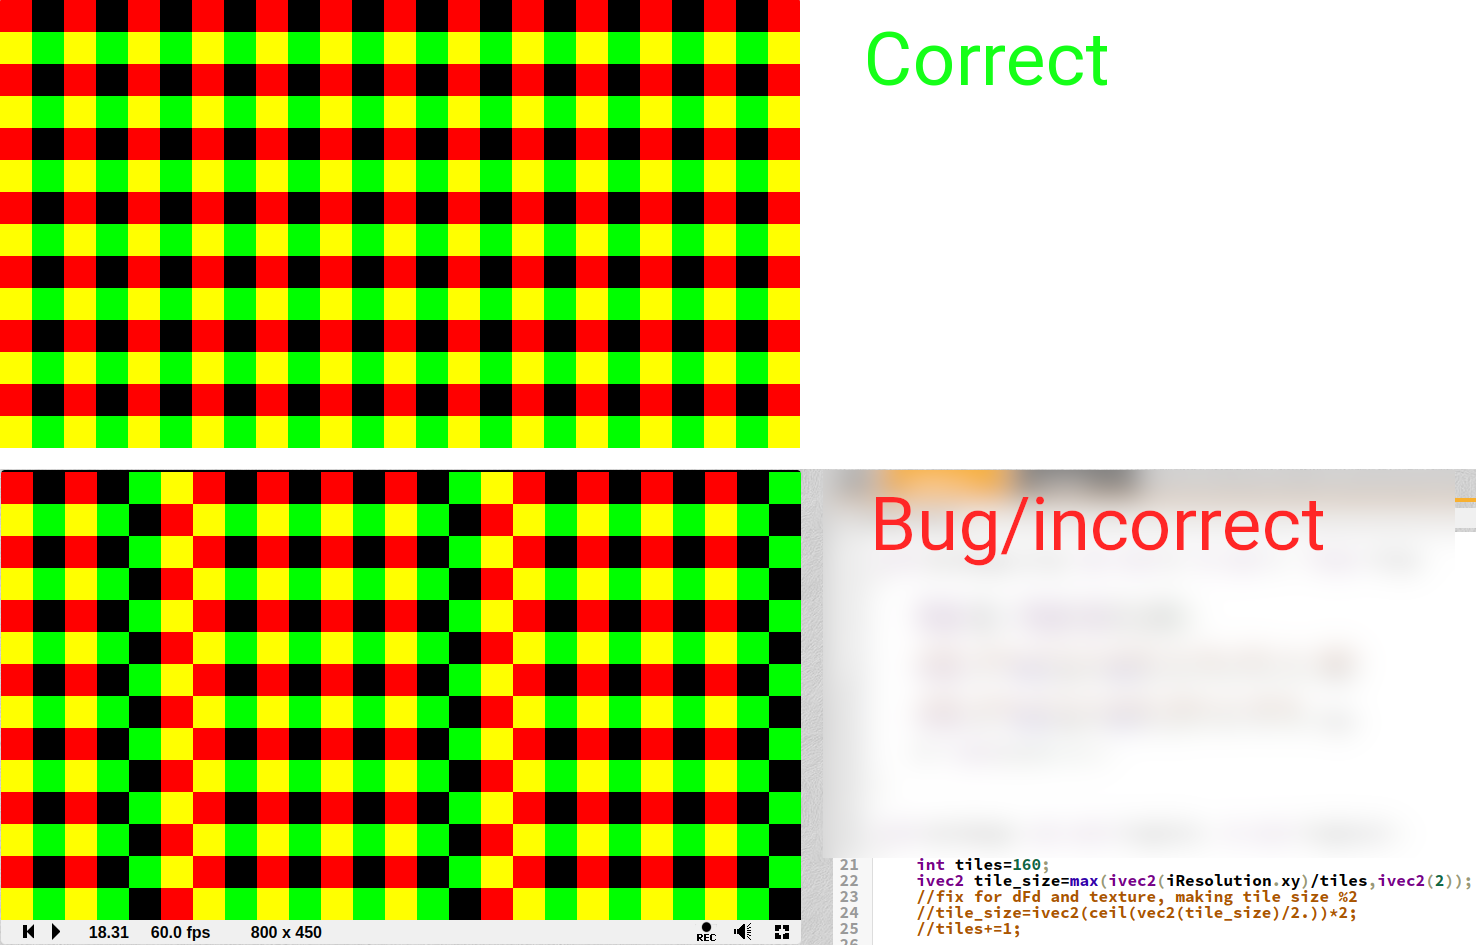 Correct
Bug/incorrect
21 int tiles=160;
22 ivec2 tile_size=max(ivec2(iResolution.xy)/tiles,ivec2(2));
23 //fix for dFd and texture, making tile size %2
24 //tile_size=ivec2(ceil(vec2(tile_size)/2.))*2;
25 //tiles+=1;
18.31 60.0 fps 800 x 450 REC